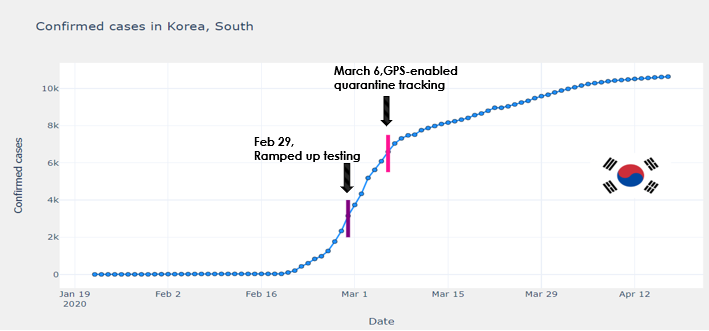 Confirmed cases in Korea, South
March 6,GPS-enabled
quarantine tracking
Feb 29,
Ramped up testing
Confirmed cases
10k
8k
6k
4k
2k
0
Jan 19
2020
Feb 2
Feb 16
Mar 1
Mar 15
Mar 29
Apr 12
Date